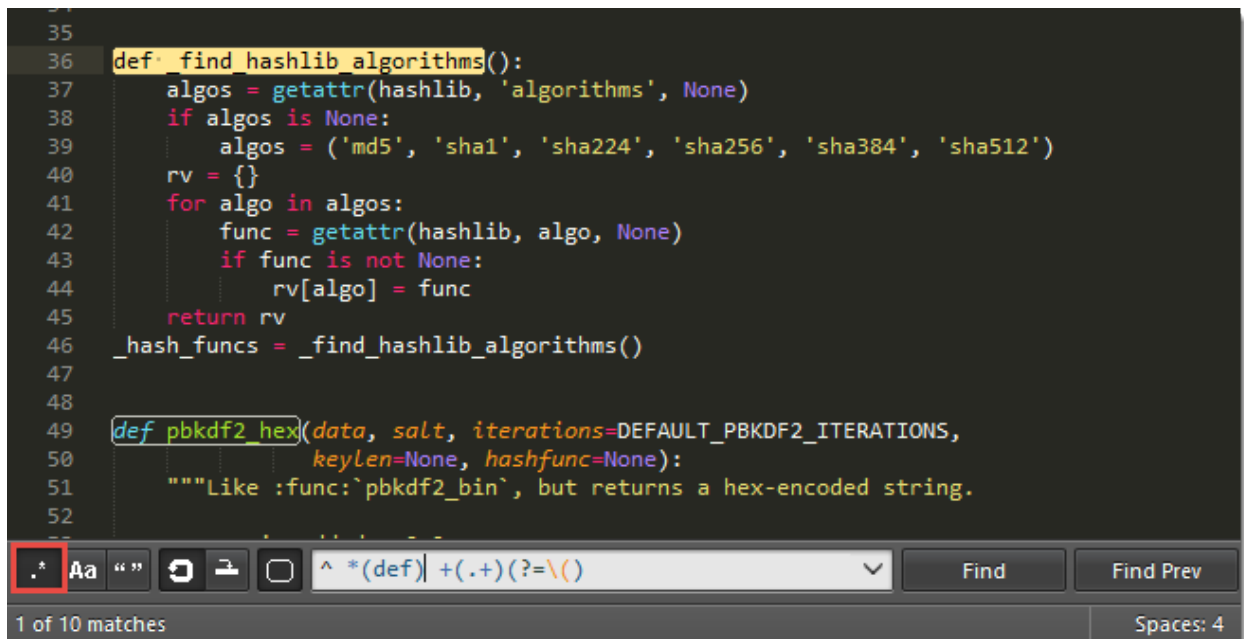 35
36 def _find_hashlib_algorithms():
37     algos = getattr(hashlib, 'algorithms', None)
38     if algos is None:
39         algos = ('md5', 'sha1', 'sha224', 'sha256', 'sha384', 'sha512')
40     rv = {}
41     for algo in algos:
42         func = getattr(hashlib, algo, None)
43         if func is not None:
44             rv[algo] = func
45     return rv
46 _hash_funcs = _find_hashlib_algorithms()
47
48
49 def pbkdf2_hex(data, salt, iterations=DEFAULT_PBKDF2_ITERATIONS,
50                keylen=None, hashfunc=None):
51     """Like :func:`pbkdf2_bin`, but returns a hex-encoded string.
52
.* Aa “ ” ^ *(def) +(.+)(?=\() Find Find Prev
1 of 10 matches Spaces: 4